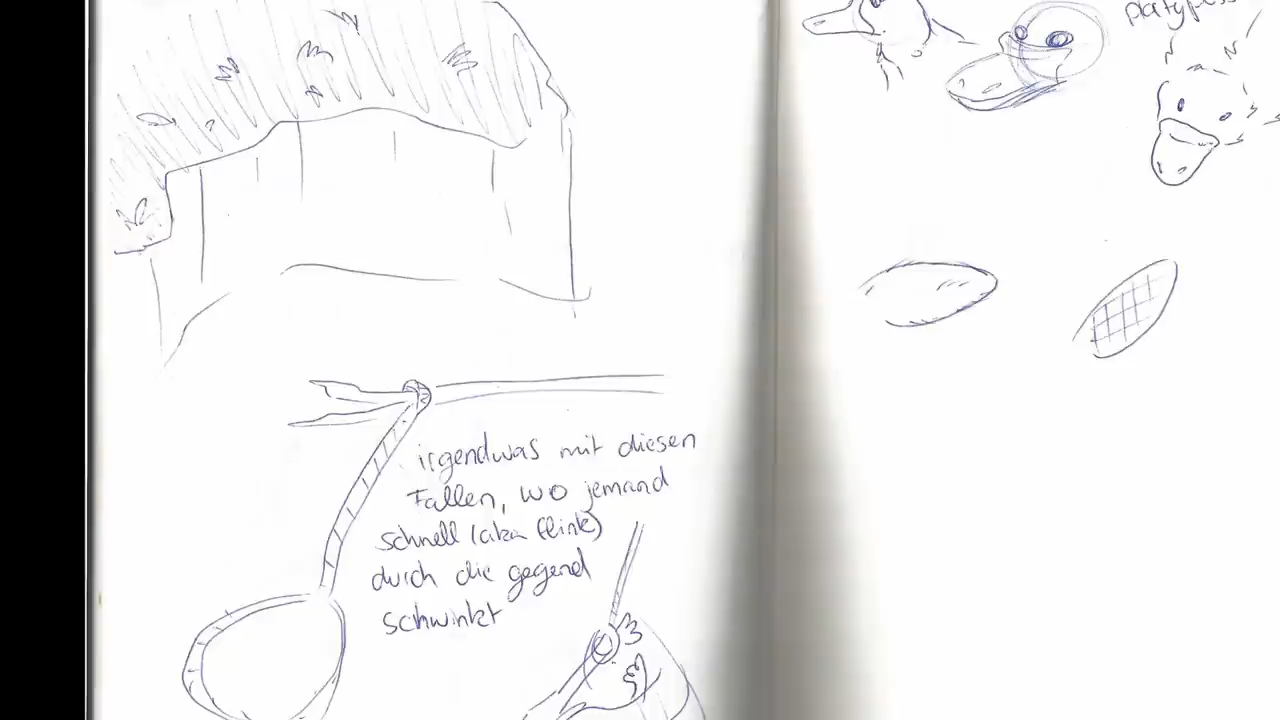 irgendwas mit diesen
Fallen, wo jemand
schnell (aka flink)
durch die gegend
schwinkt